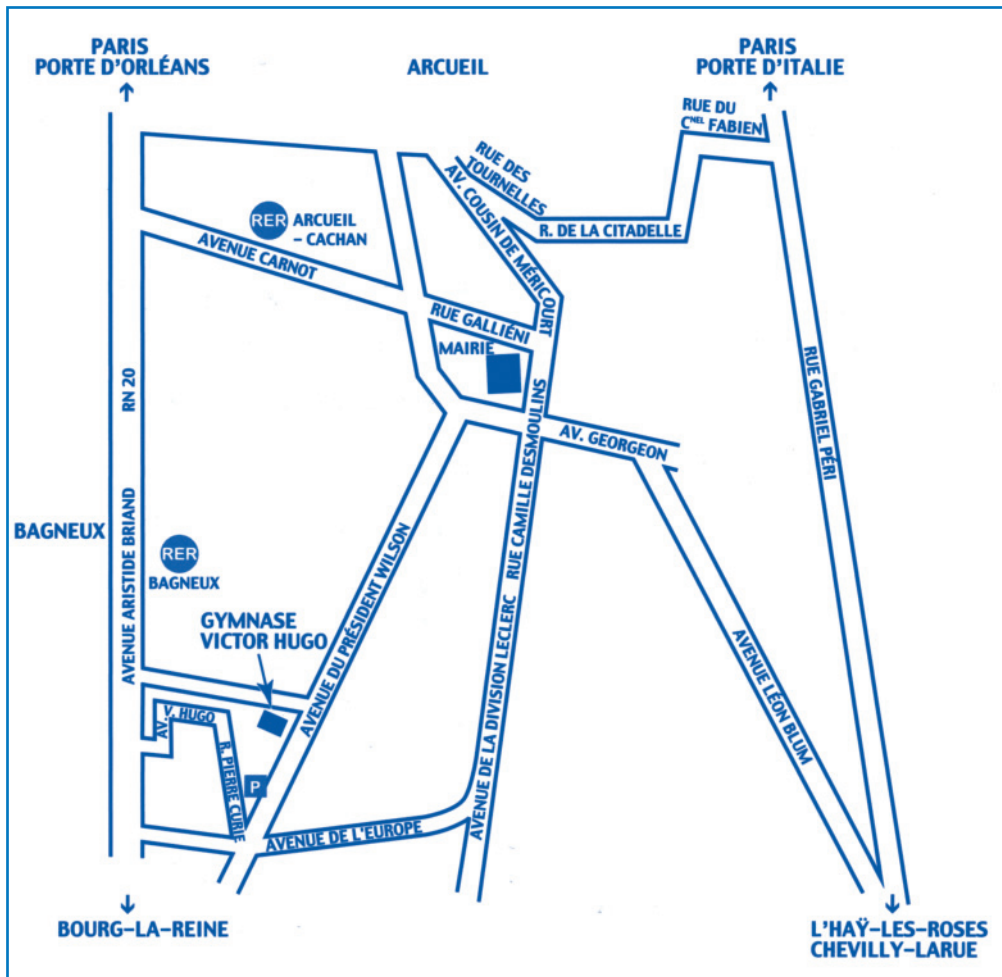 PARIS
PORTE D'ORLÉANS
ARCUEIL
PARIS
PORTE D'ITALIE
RUE DU
CNEL FABIEN
RUE DES
TOURNELLES
AV. COUSIN DE MÉRICOURT
R. DE LA CITADELLE
RER
ARCUEIL
– CACHAN
AVENUE CARNOT
RUE GALLIÉNI
MAIRIE
RN 20
RUE GABRIEL PÉRI
AV. GEORGEON
RUE CAMILLE DESMOULINS
BAGNEUX
AVENUE ARISTIDE BRIAND
RER
BAGNEUX
AVENUE DU PRÉSIDENT WILSON
GYMNASE
VICTOR HUGO
AVENUE DE LA DIVISION LECLERC
AVENUE LÉON BLUM
AV. V. HUGO
R. PIERRE CURIE
P
AVENUE DE L'EUROPE
BOURG–LA–REINE
L'HAŸ–LES–ROSES
CHEVILLY–LARUE